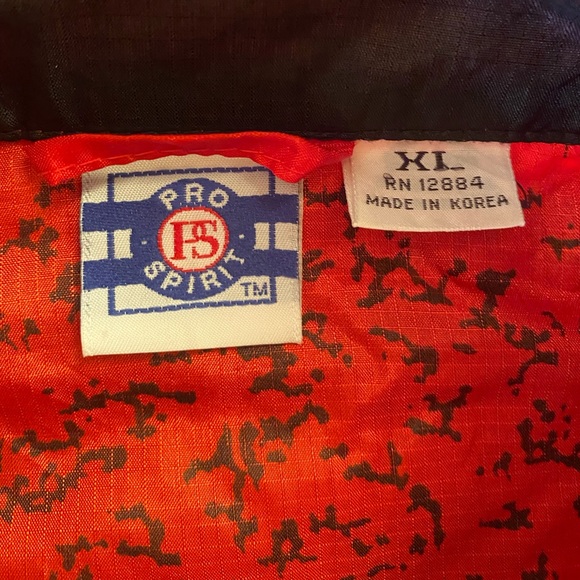 PRO
PS
SPIRIT
TM
XL
RN 12884
MADE IN KOREA